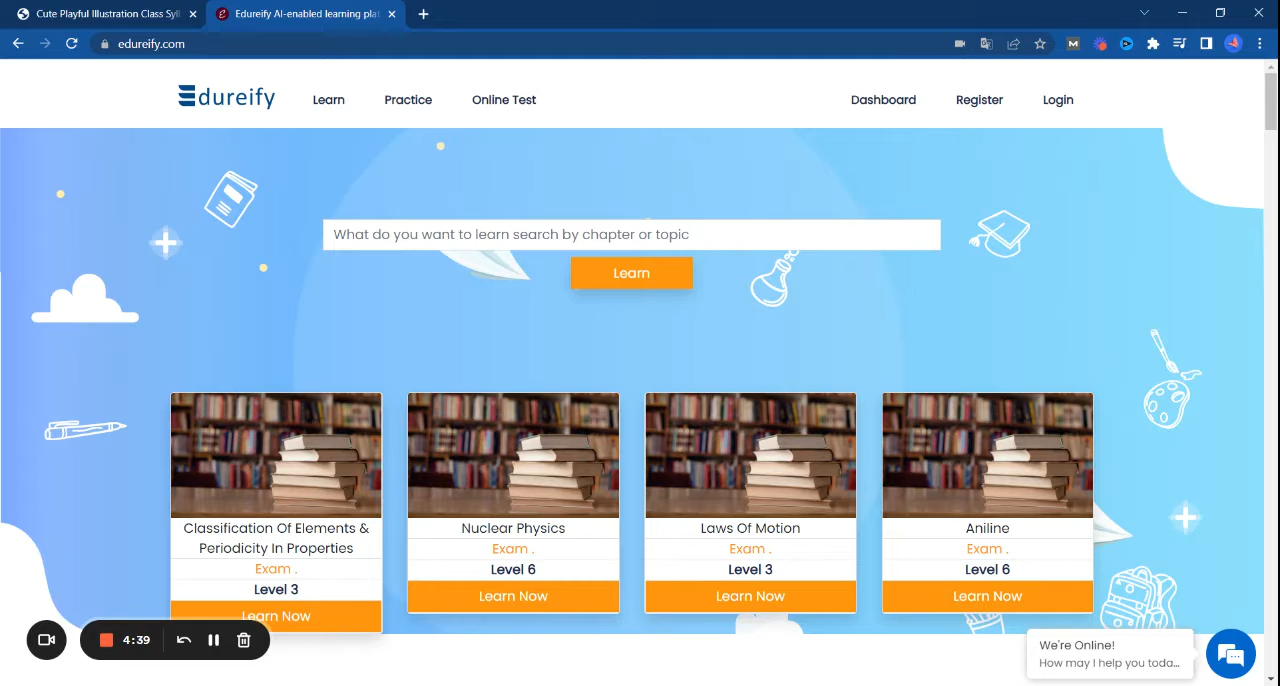 Cute Playful Illustration Class Syl
Edureify AI-enabled learning plat
edureify.com
Edureify
Learn
Practice
Online Test
Dashboard
Register
Login
What do you want to learn search by chapter or topic
Learn
Classification Of Elements &
Periodicity In Properties
Exam .
Level 3
Learn Now
Nuclear Physics
Exam .
Level 6
Learn Now
Laws Of Motion
Exam .
Level 3
Learn Now
Aniline
Exam .
Level 6
Learn Now
4:39
We're Online!
How may I help you toda...